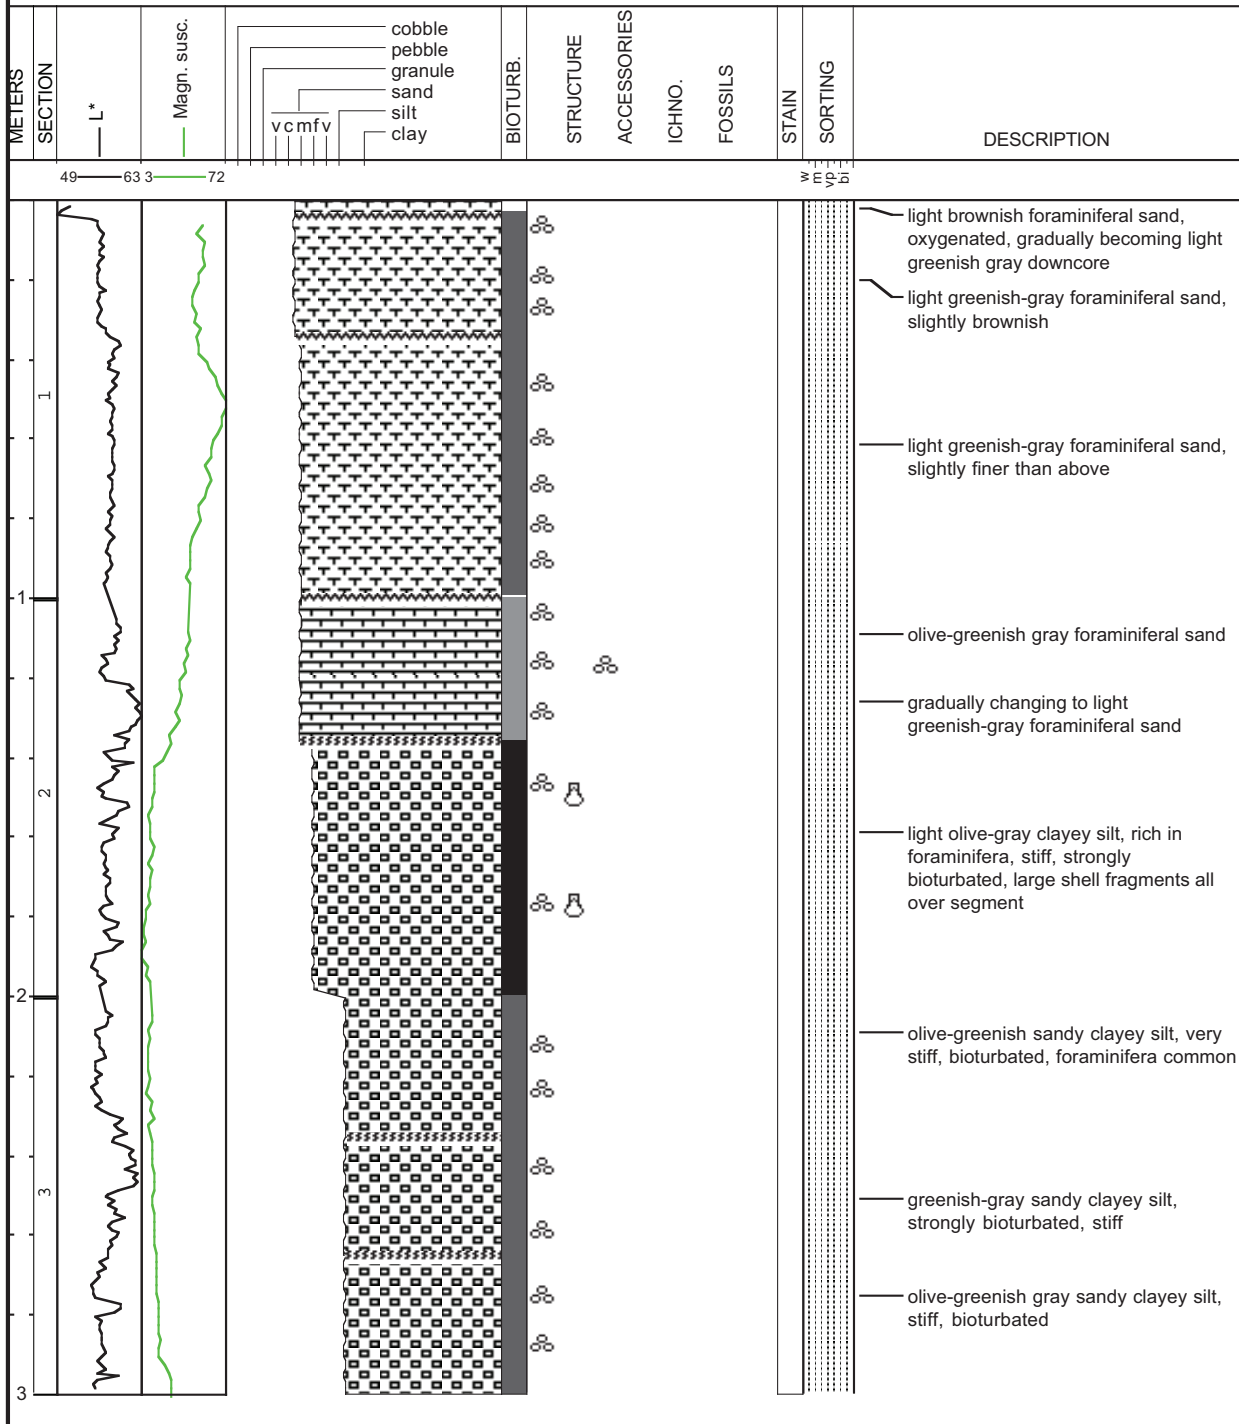 METERS
SECTION
L*
Magn. susc.
cobble
pebble
granule
sand
silt
clay
v c m f v
BIOTURB.
STRUCTURE
ACCESSORIES
ICHNO.
FOSSILS
STAIN
SORTING
DESCRIPTION
49 63 3 72
w
m
vp
bi
light brownish foraminiferal sand,
oxygenated, gradually becoming light
greenish gray downcore
light greenish-gray foraminiferal sand,
slightly brownish
1
light greenish-gray foraminiferal sand,
slightly finer than above
1
olive-greenish gray foraminiferal sand
gradually changing to light
greenish-gray foraminiferal sand
2
light olive-gray clayey silt, rich in
foraminifera, stiff, strongly
bioturbated, large shell fragments all
over segment
2
olive-greenish sandy clayey silt, very
stiff, bioturbated, foraminifera common
3
greenish-gray sandy clayey silt,
strongly bioturbated, stiff
olive-greenish gray sandy clayey silt,
stiff, bioturbated
3